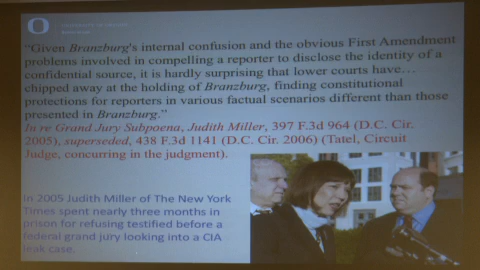 O
"Given Branzburg's internal confusion and the obvious First Amendment
problems involved in compelling a reporter to disclose the identity of a
confidential source, it is hardly surprising that lower courts have…
chipped away at the holding of Branzburg, finding constitutional
protections for reporters in various factual scenarios different than those
presented in Branzburg."
In re Grand Jury Subpoena, Judith Miller, 397 F.3d 964 (D.C. Cir.
2005), superseded, 438 F.3d 1141 (D.C. Cir. 2006) (Tatel, Circuit
Judge, concurring in the judgment).
In 2005 Judith Miller of The New York
Times spent nearly three months in
prison for refusing testified before a
federal grand jury looking into a CIA
leak case.